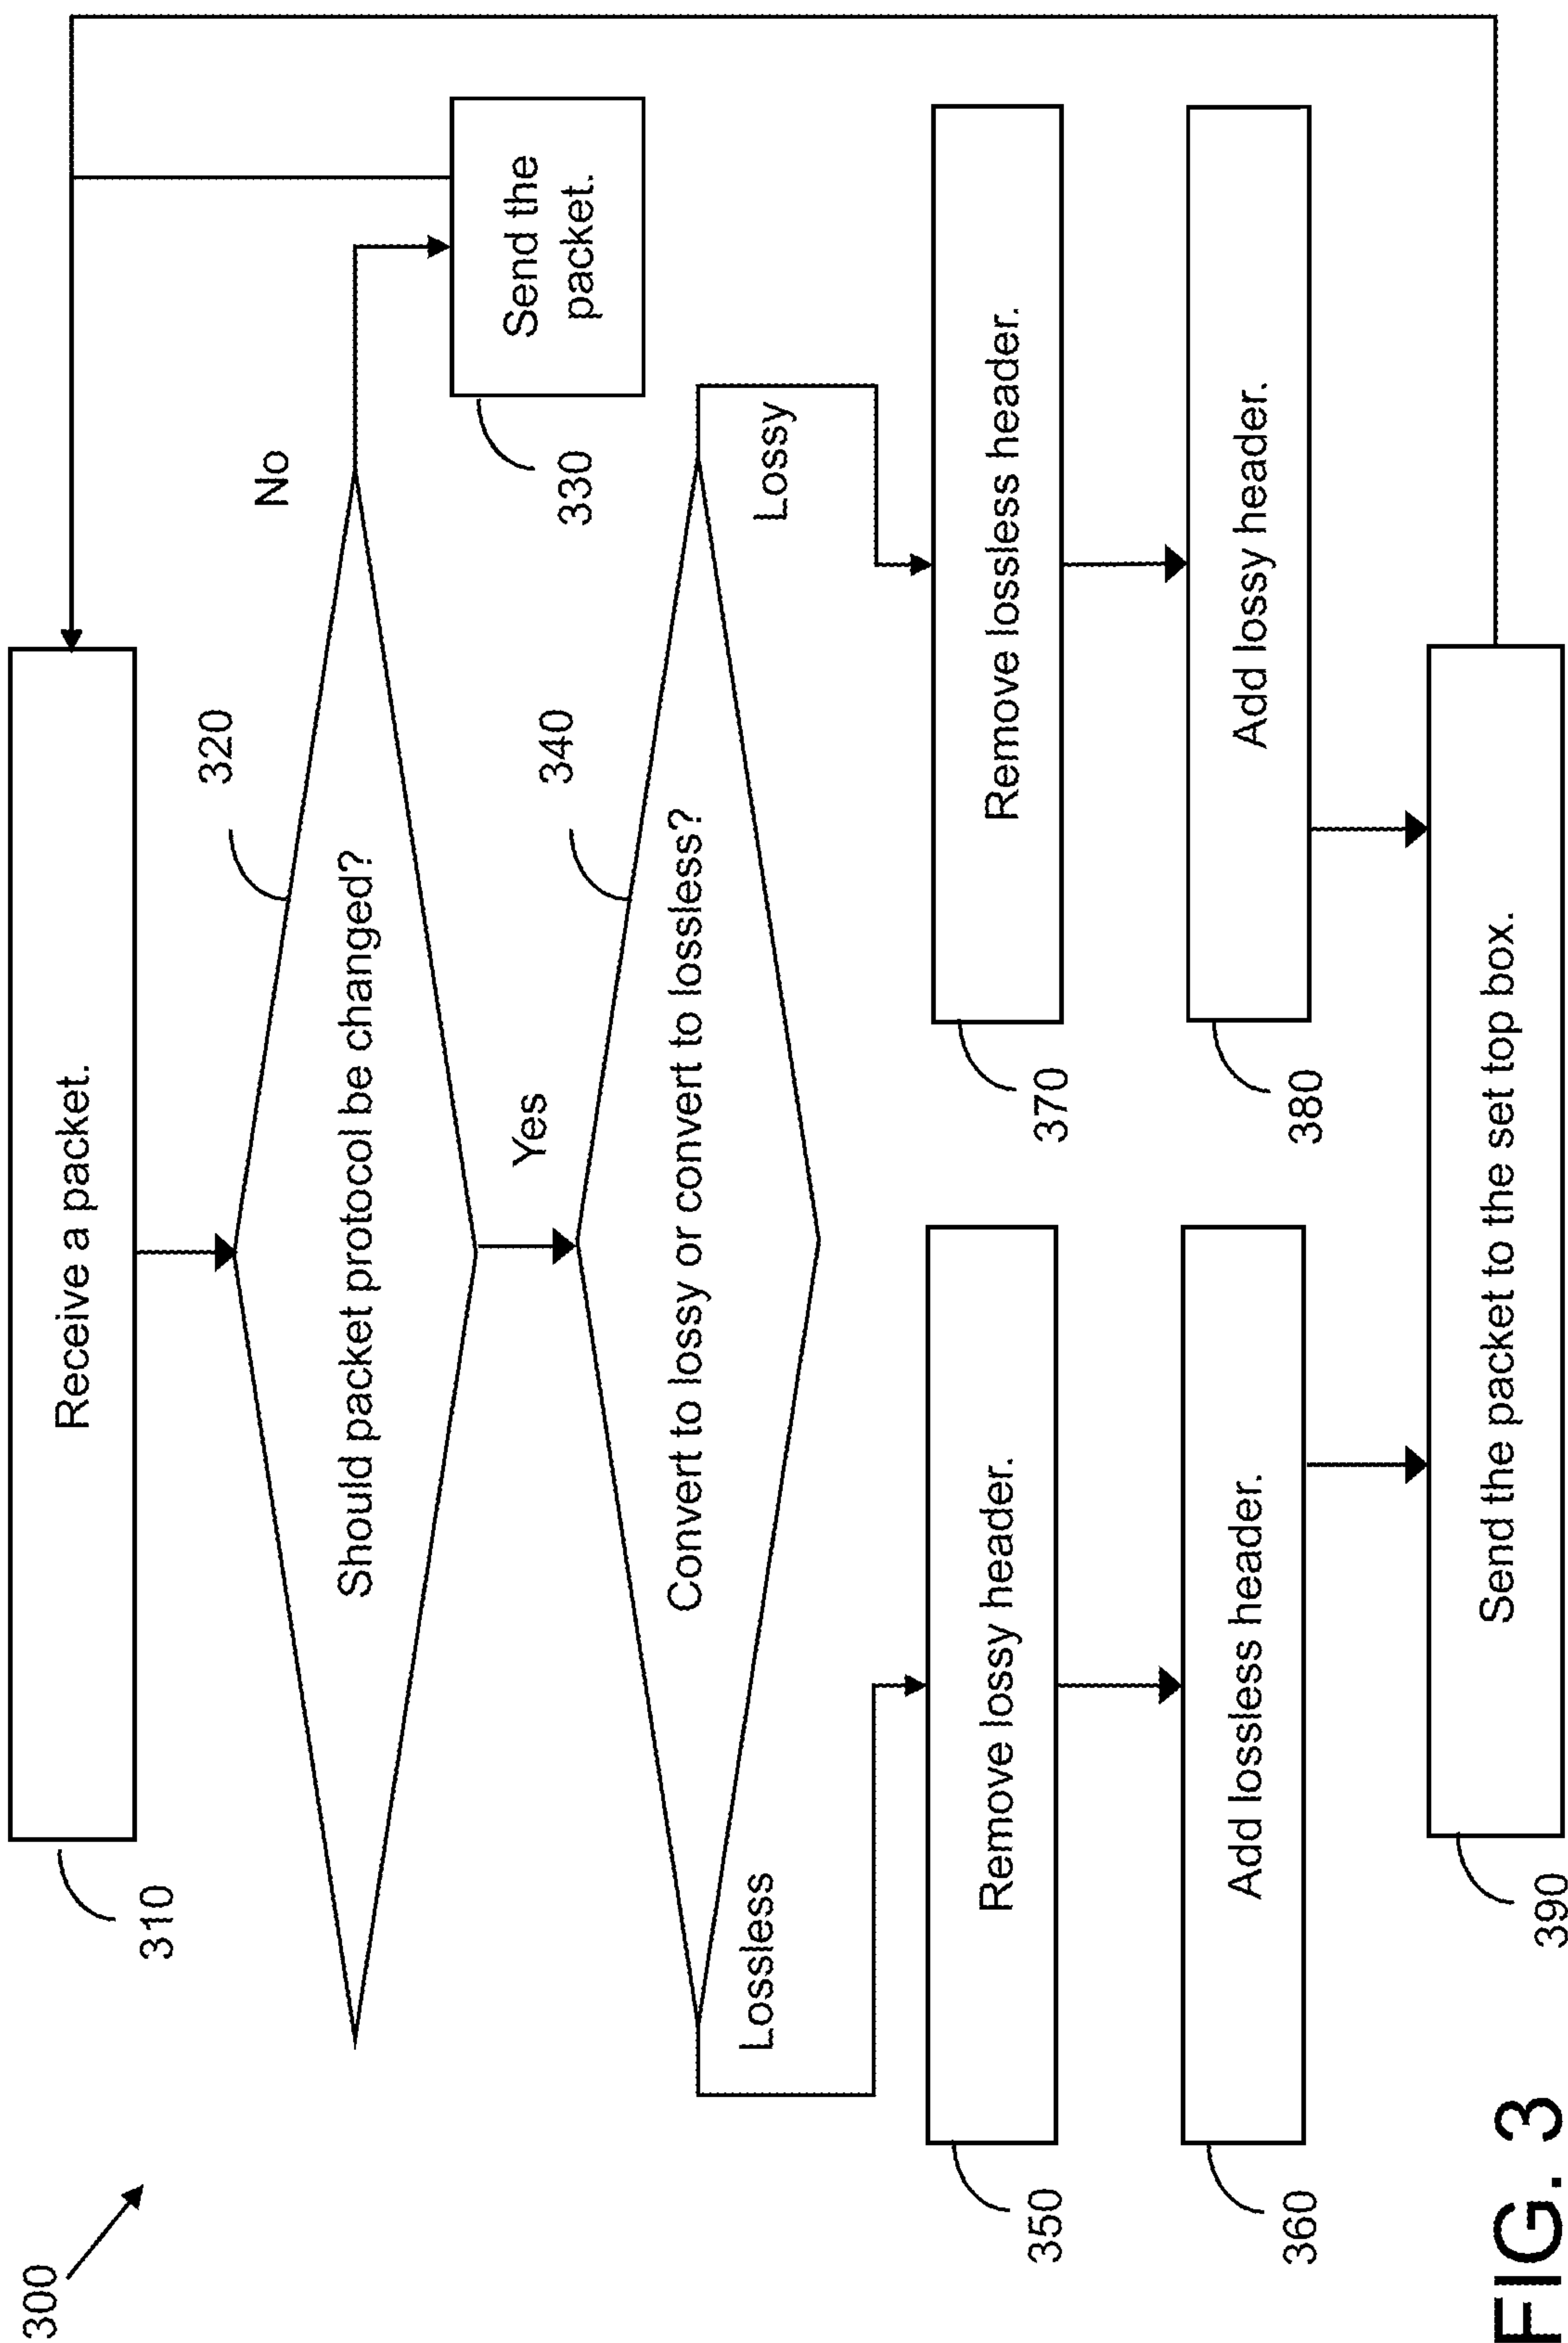 300
310
Receive a packet.
320
Should packet protocol be changed?
No
Send the
packet.
330
Yes
340
Convert to lossy or convert to lossless?
Lossless
Lossy
350
Remove lossy header.
370
Remove lossless header.
360
Add lossless header.
380
Add lossy header.
390
Send the packet to the set top box.
FIG. 3